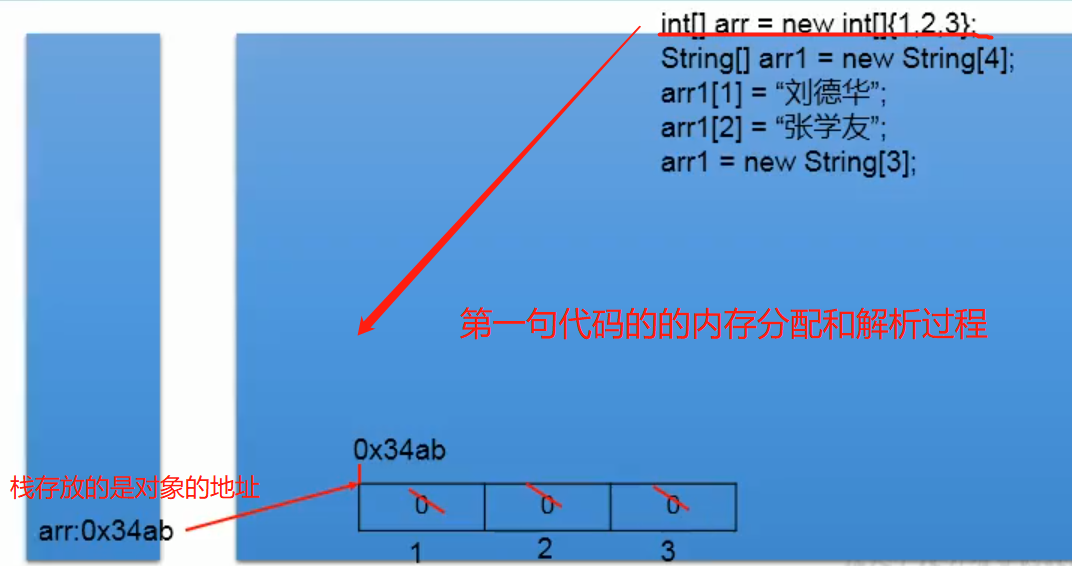 int[] arr = new int[]{1,2,3};
String[] arr1 = new String[4];
arr1[1] = “刘德华”;
arr1[2] = “张学友”;
arr1 = new String[3];
第一句代码的的内存分配和解析过程
0x34ab
栈存放的是对象的地址
0 0 0
arr:0x34ab
1 2 3